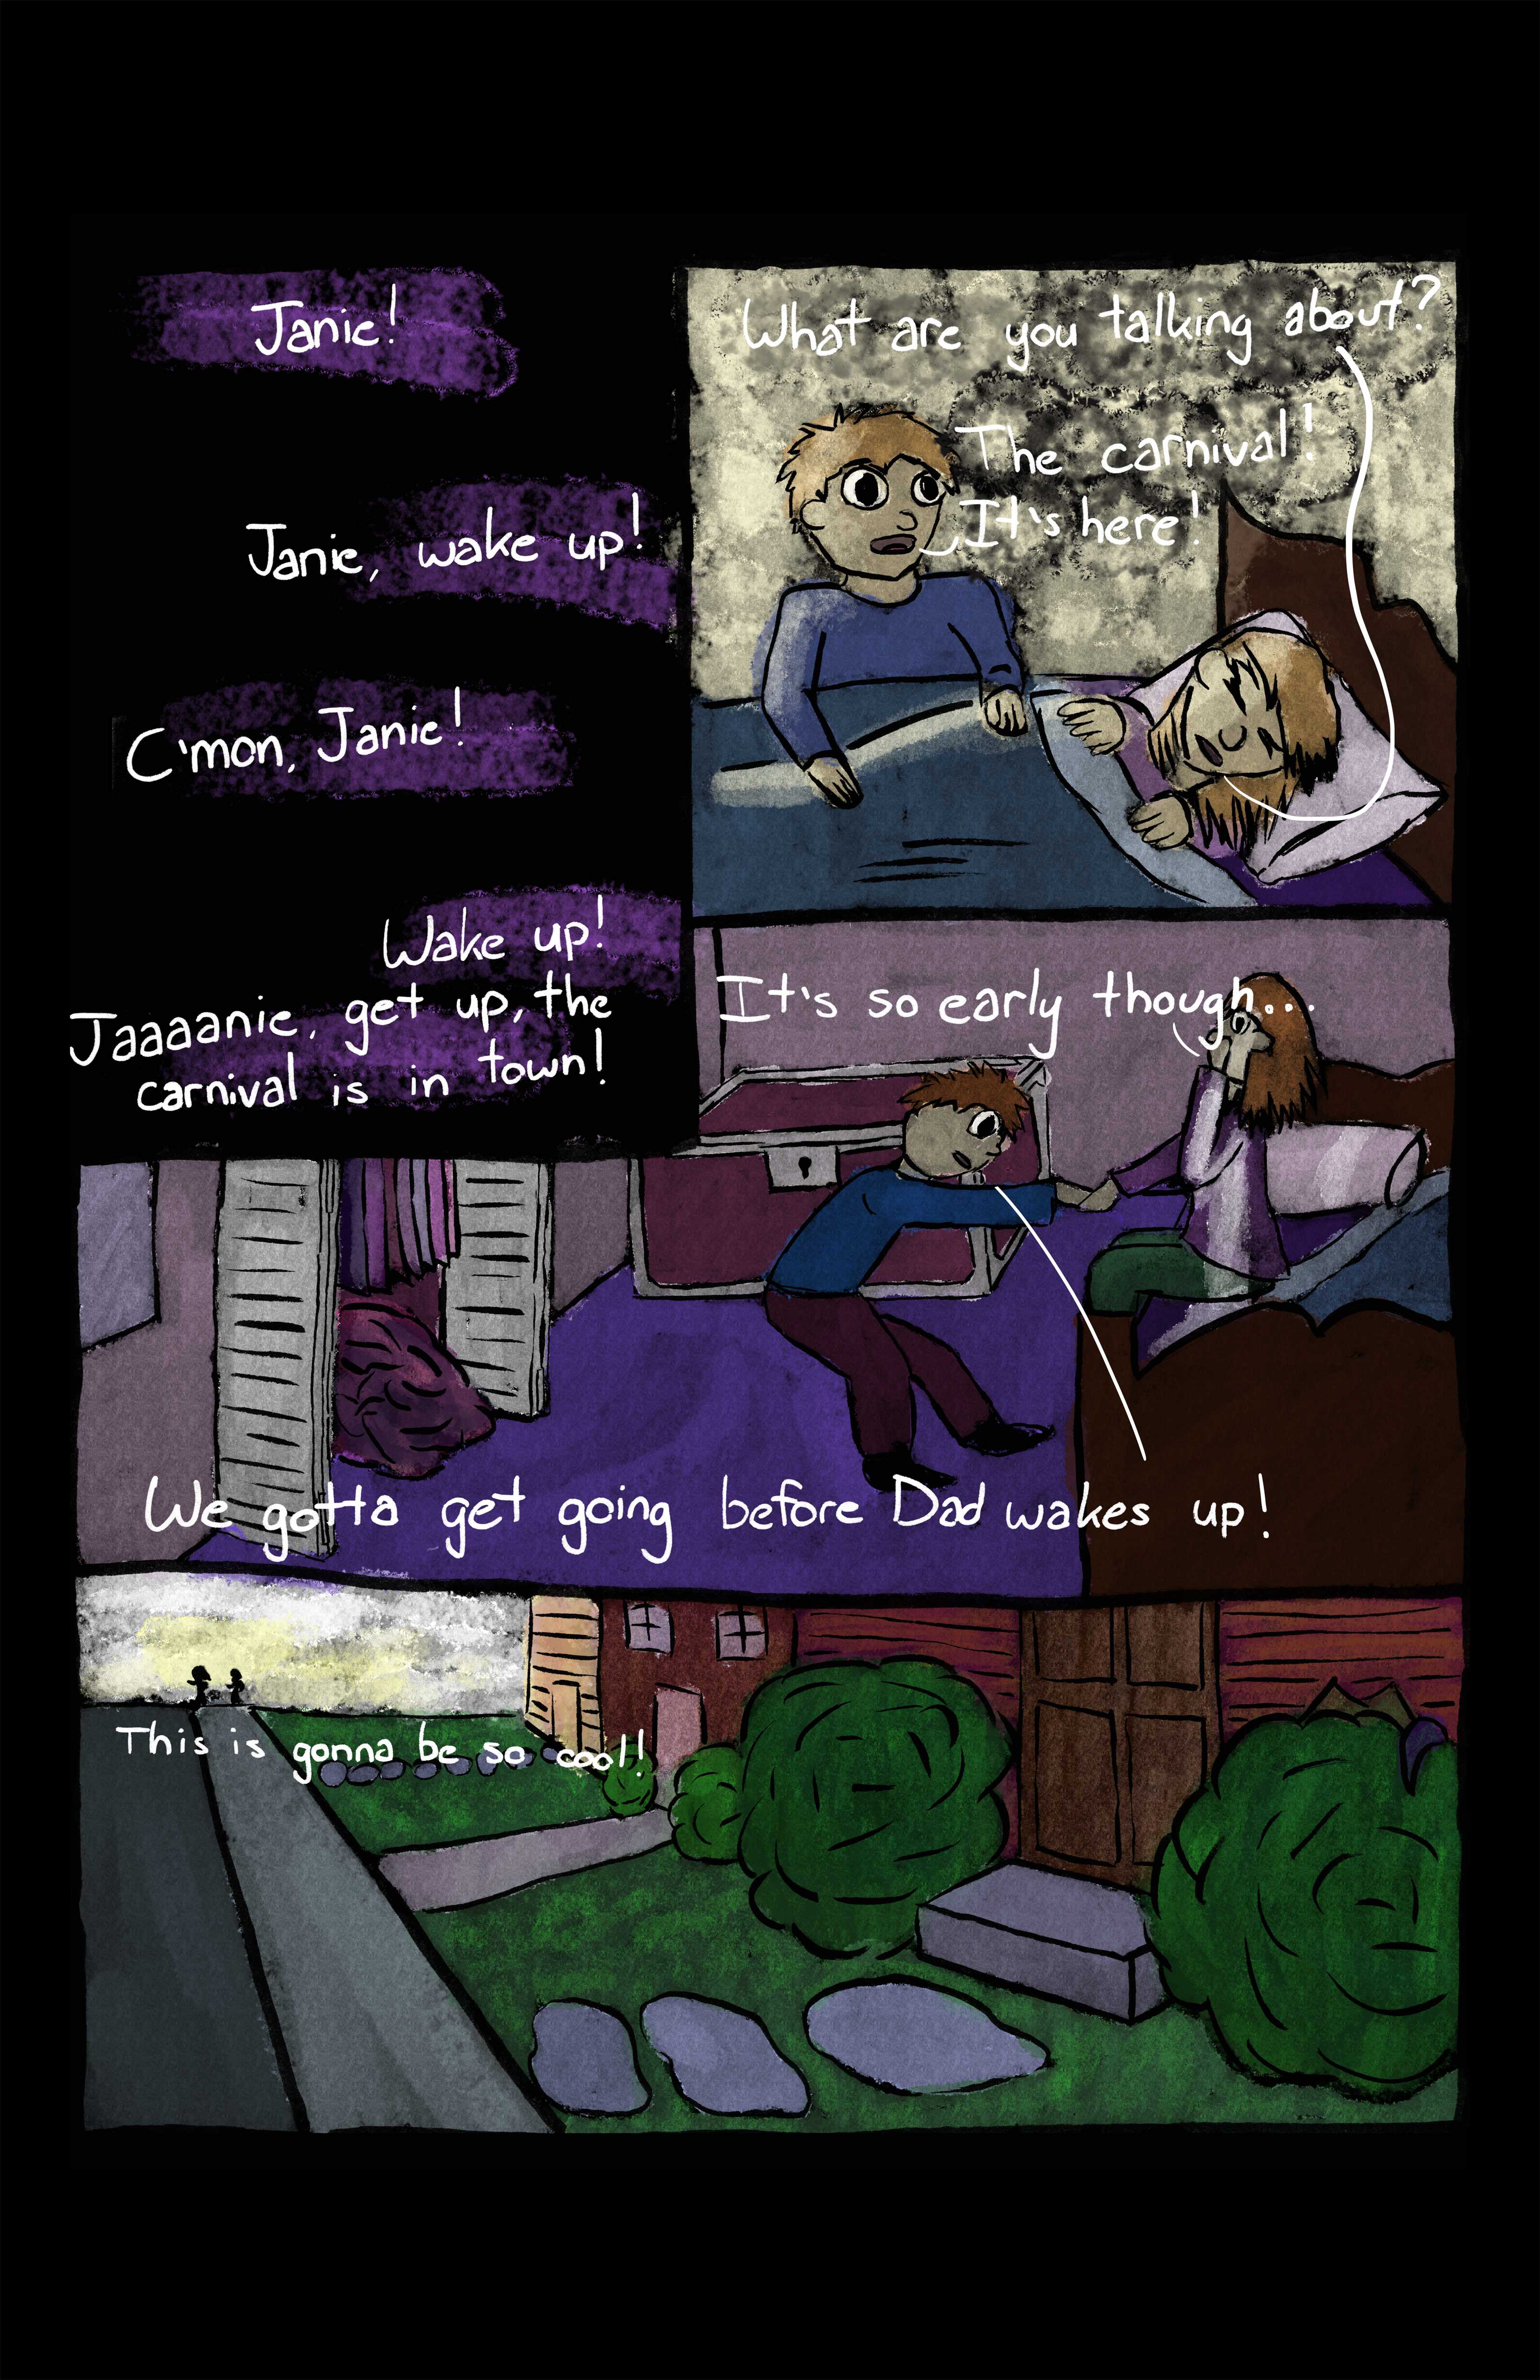 Janie!
Janie, wake up!
C'mon, Janie!
Wake up!
Jaaaanie, get up, the
carnival is in town!
What are you talking about?
The carnival!
It's here!
It's so early though...
We gotta get going before Dad wakes up!
This is gonna be so cool!